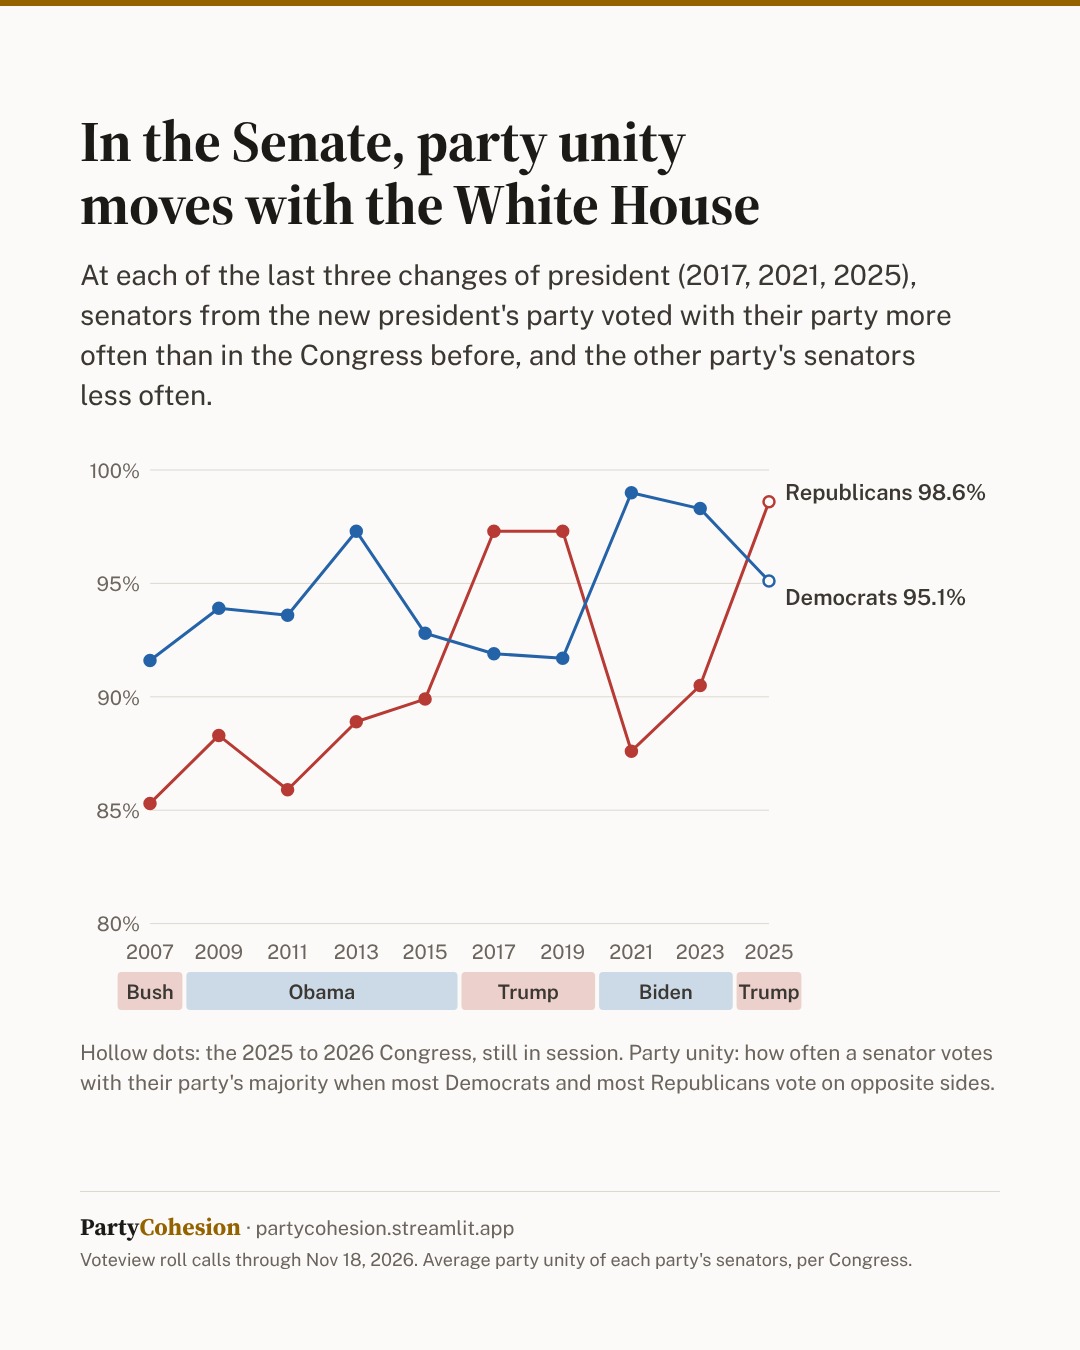 In the Senate, party unity
moves with the White House
At each of the last three changes of president (2017, 2021, 2025),
senators from the new president's party voted with their party more
often than in the Congress before, and the other party's senators
less often.
100%
Republicans 98.6%
95%
Democrats 95.1%
90%
85%
80%
2007 2009 2011 2013 2015 2017 2019 2021 2023 2025
Bush Obama Trump Biden Trump
Hollow dots: the 2025 to 2026 Congress, still in session. Party unity: how often a senator votes
with their party's majority when most Democrats and most Republicans vote on opposite sides.
PartyCohesion · partycohesion.streamlit.app
Voteview roll calls through Nov 18, 2026. Average party unity of each party's senators, per Congress.